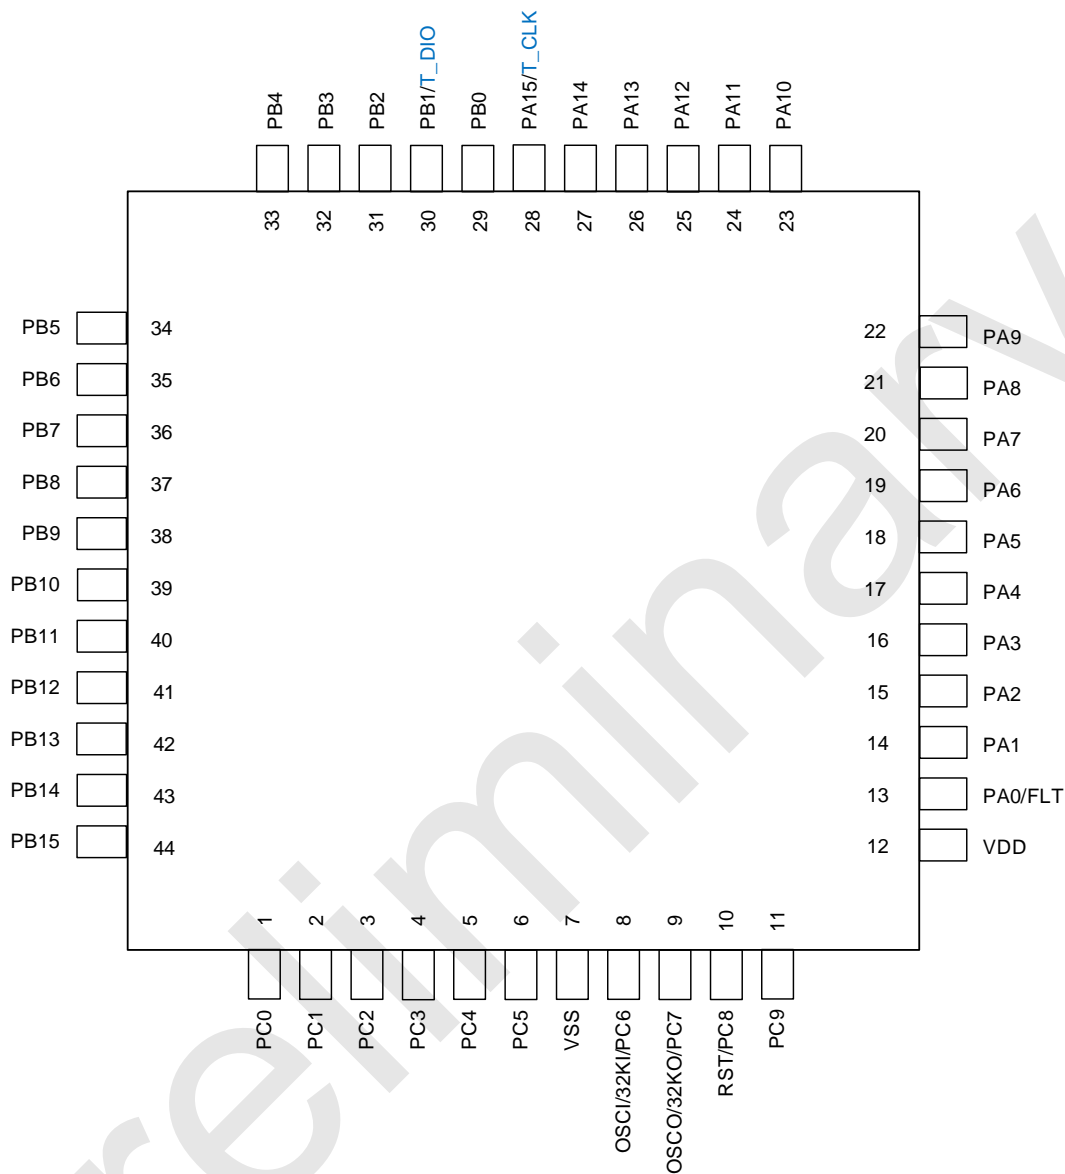 PB4
PB3
PB2
PB1/T_DIO
PB0
PA15/T_CLK
PA14
PA13
PA12
PA11
PA10
33
32
31
30
29
28
27
26
25
24
23
PB5 34
PB6 35
PB7 36
PB8 37
PB9 38
PB10 39
PB11 40
PB12 41
PB13 42
PB14 43
PB15 44
22 PA9
21 PA8
20 PA7
19 PA6
18 PA5
17 PA4
16 PA3
15 PA2
14 PA1
13 PA0/FLT
12 VDD
1
2
3
4
5
6
7
8
9
10
11
PC0
PC1
PC2
PC3
PC4
PC5
VSS
OSCI/32KI/PC6
OSCO/32KO/PC7
RST/PC8
PC9
reliminary